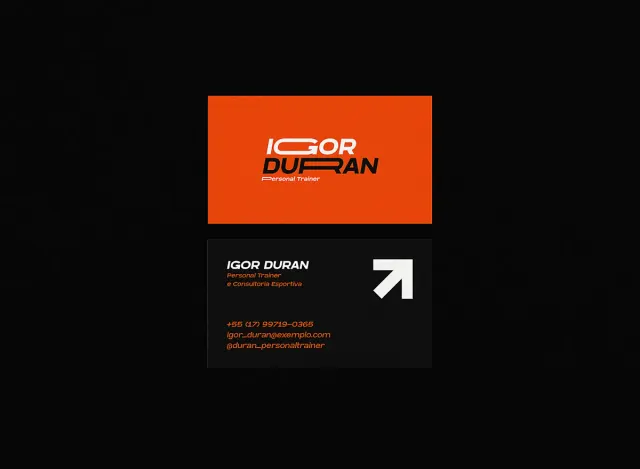 IGOR
DURAN
Personal Trainer
IGOR DURAN
Personal Trainer
e Consultoria Esportiva
+55 (17) 99719-0365
igor_duran@exemplo.com
@duran_personaltrainer